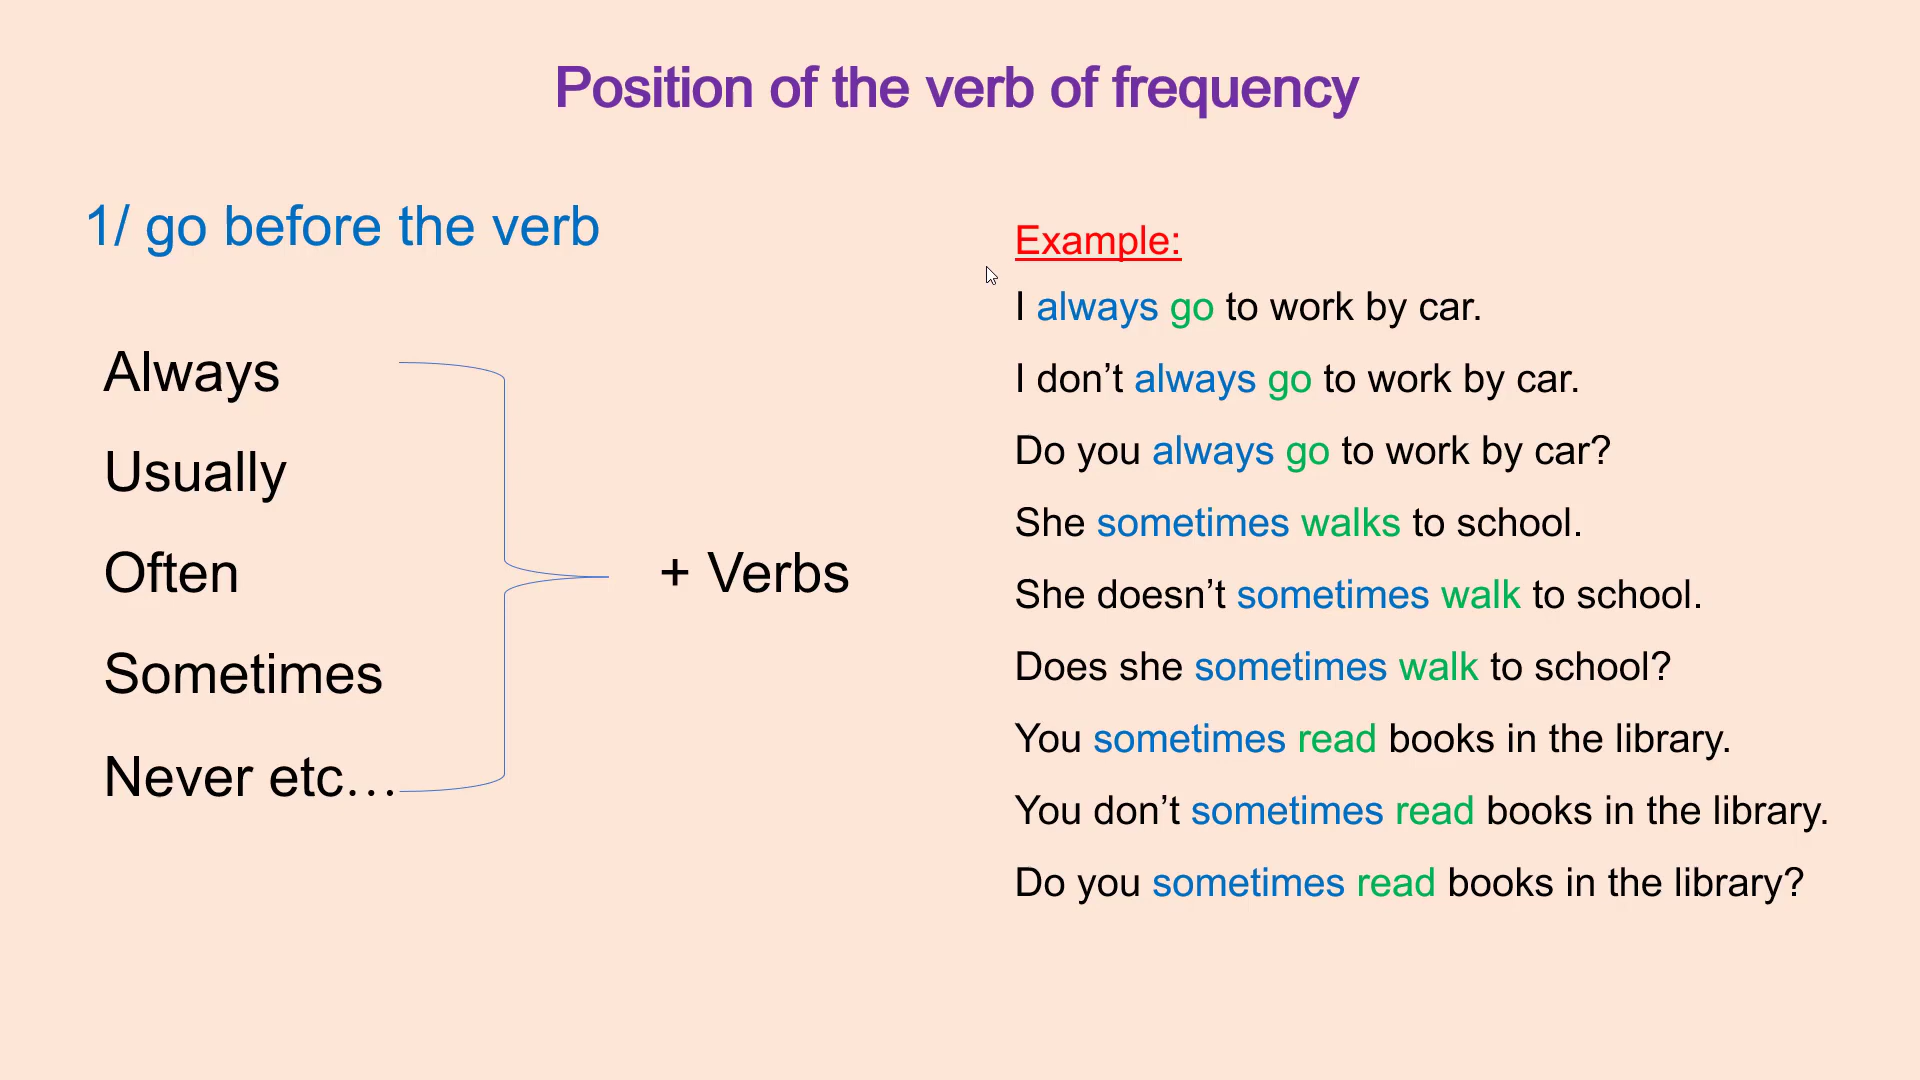 Position of the verb of frequency
1/ go before the verb
Always
Usually
Often
Sometimes
Never etc…
+ Verbs
Example:
I always go to work by car.
I don’t always go to work by car.
Do you always go to work by car?
She sometimes walks to school.
She doesn’t sometimes walk to school.
Does she sometimes walk to school?
You sometimes read books in the library.
You don’t sometimes read books in the library.
Do you sometimes read books in the library?